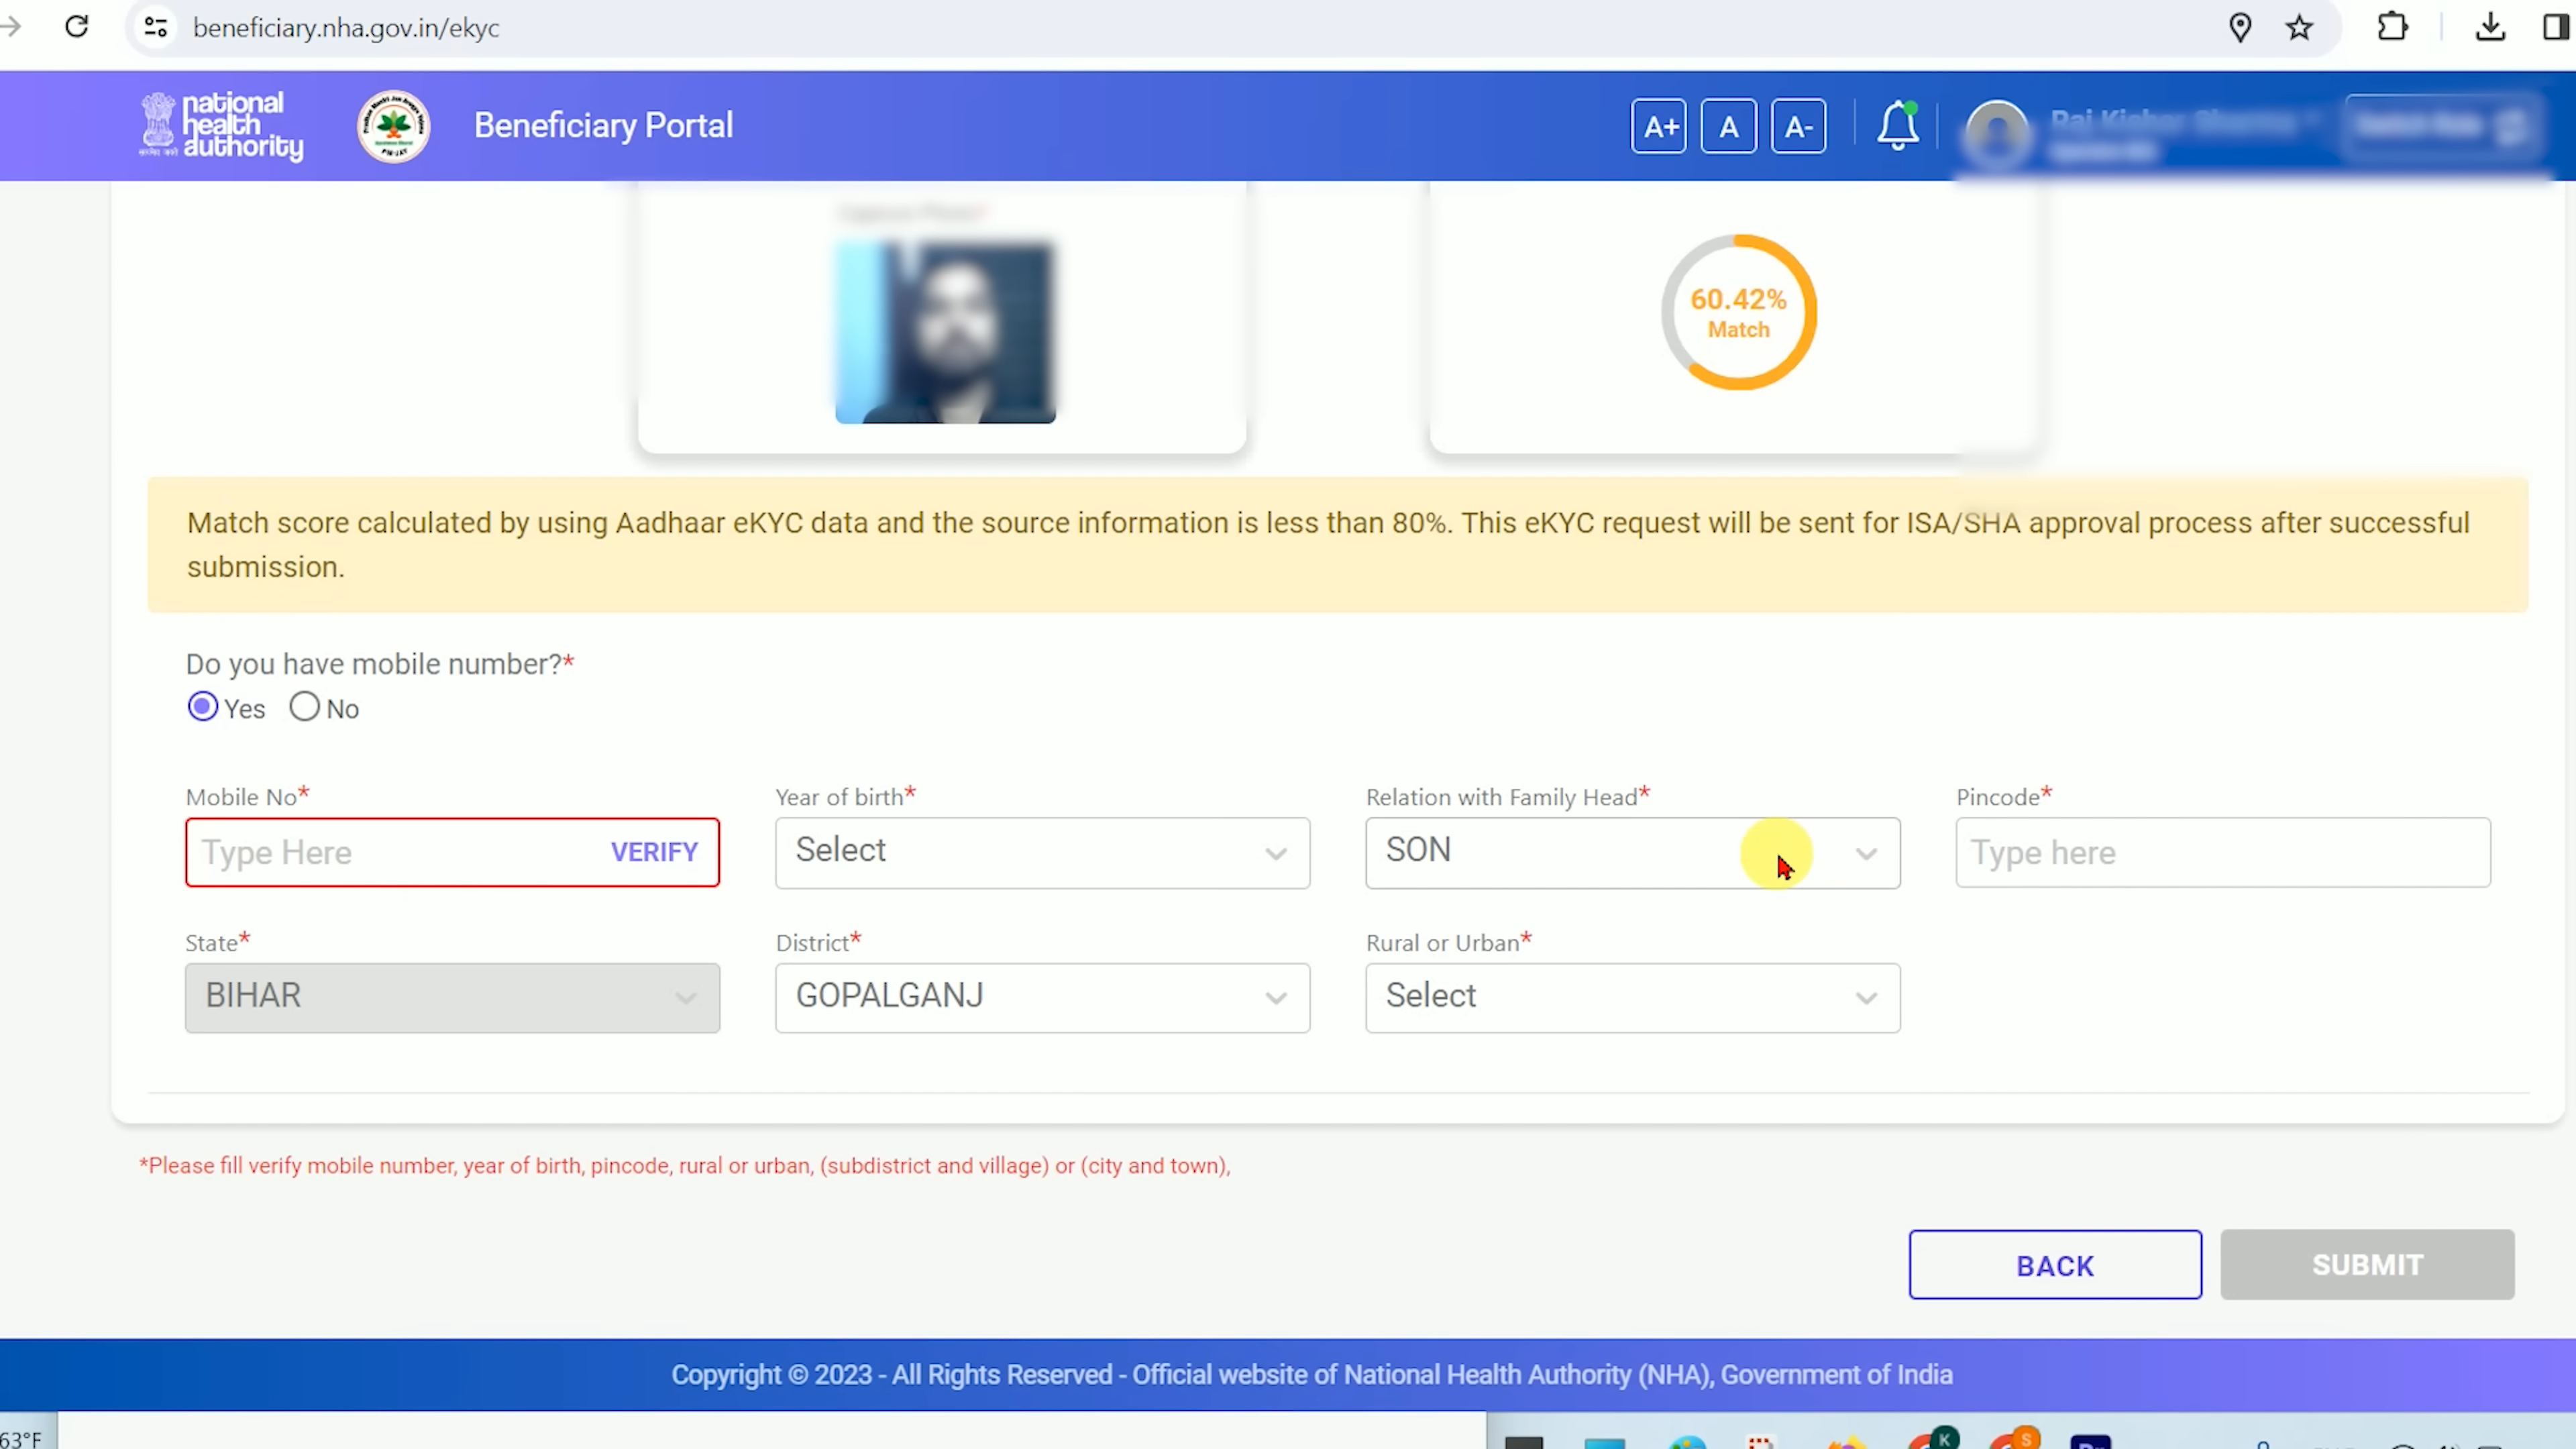 beneficiary.nha.gov.in/ekyc
national
health
authority
PM-JAY
Beneficiary Portal
A+ A A-
60.42%
Match
Match score calculated by using Aadhaar eKYC data and the source information is less than 80%. This eKYC request will be sent for ISA/SHA approval process after successful
submission.
Do you have mobile number?*
Yes No
Mobile No* Year of birth* Relation with Family Head* Pincode*
Type Here VERIFY Select SON Type here
State* District* Rural or Urban*
BIHAR GOPALGANJ Select
*Please fill verify mobile number, year of birth, pincode, rural or urban, (subdistrict and village) or (city and town),
BACK SUBMIT
Copyright © 2023 - All Rights Reserved - Official website of National Health Authority (NHA), Government of India
63°F K S